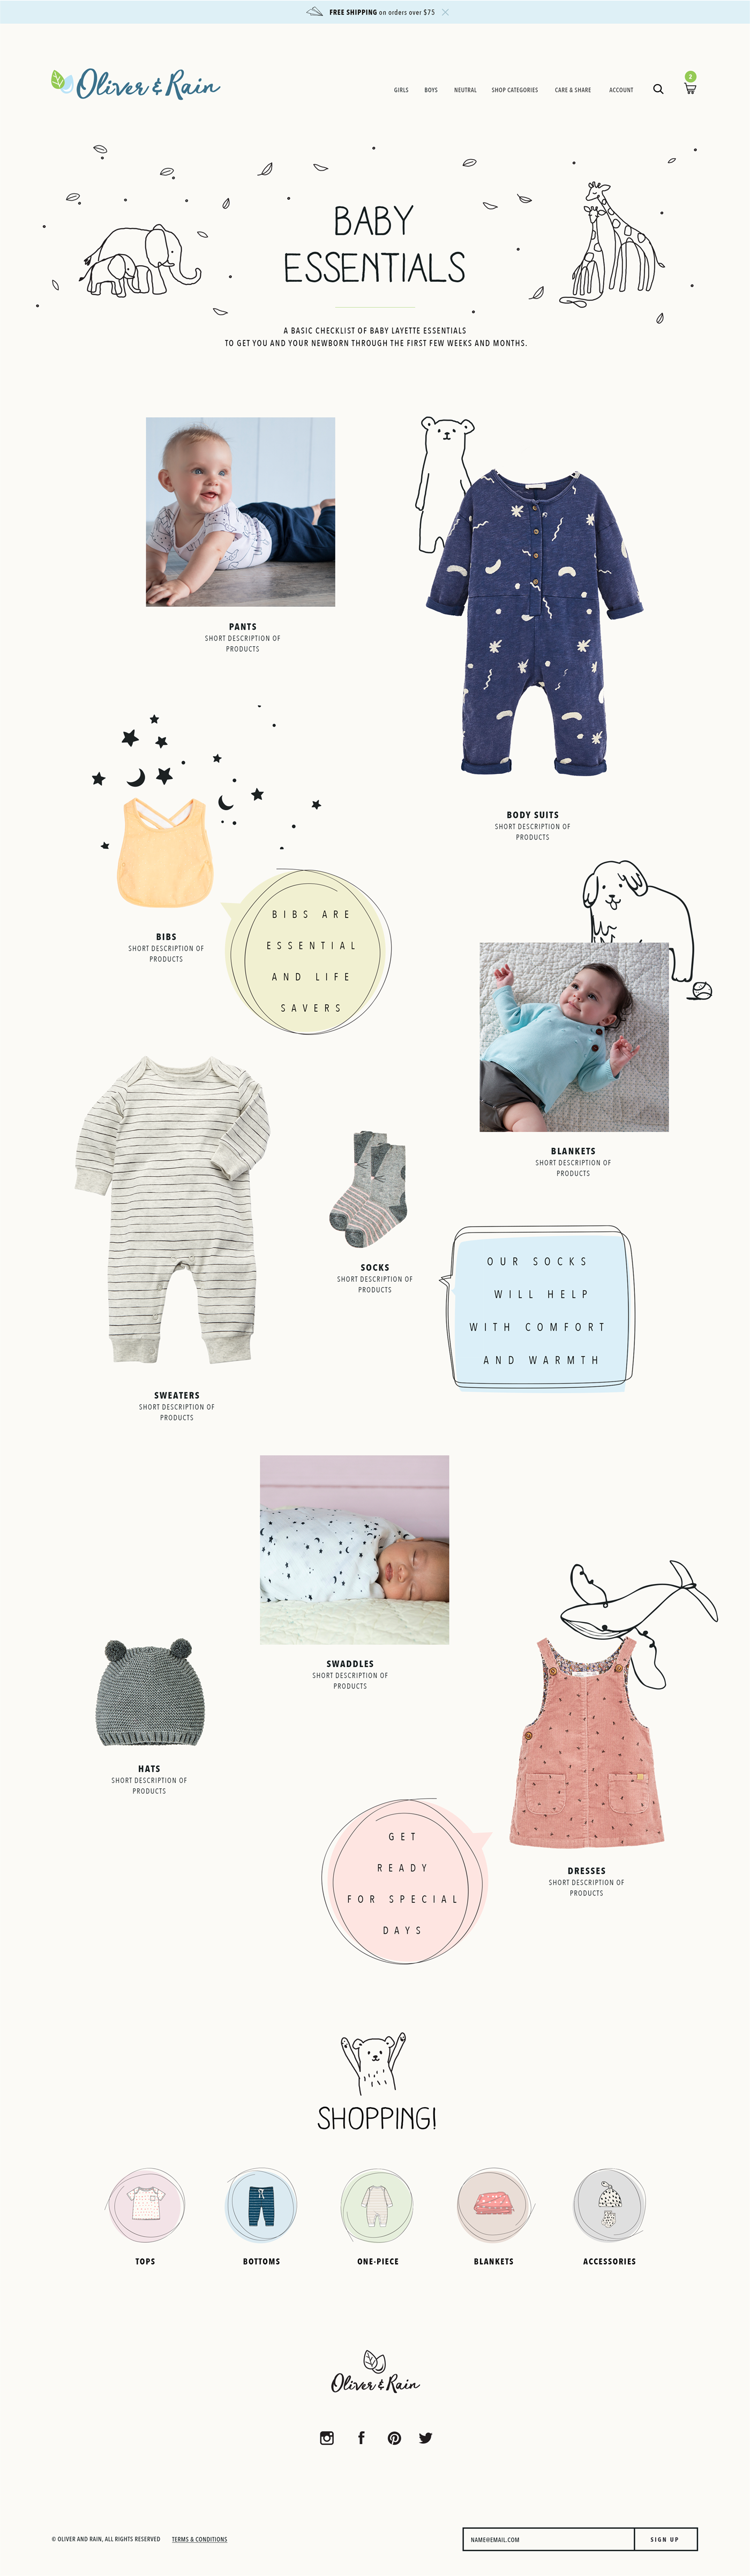 FREE SHIPPING on orders over $75
Oliver & Rain
GIRLS BOYS NEUTRAL SHOP CATEGORIES CARE & SHARE ACCOUNT
2
BABY
ESSENTIALS
A BASIC CHECKLIST OF BABY LAYETTE ESSENTIALS
TO GET YOU AND YOUR NEWBORN THROUGH THE FIRST FEW WEEKS AND MONTHS.
PANTS
SHORT DESCRIPTION OF
PRODUCTS
BODY SUITS
SHORT DESCRIPTION OF
PRODUCTS
BIBS
SHORT DESCRIPTION OF
PRODUCTS
BIBS ARE
ESSENTIAL
AND LIFE
SAVERS
BLANKETS
SHORT DESCRIPTION OF
PRODUCTS
SOCKS
SHORT DESCRIPTION OF
PRODUCTS
OUR SOCKS
WILL HELP
WITH COMFORT
AND WARMTH
SWEATERS
SHORT DESCRIPTION OF
PRODUCTS
SWADDLES
SHORT DESCRIPTION OF
PRODUCTS
HATS
SHORT DESCRIPTION OF
PRODUCTS
DRESSES
SHORT DESCRIPTION OF
PRODUCTS
GET
READY
FOR SPECIAL
DAYS
SHOPPING!
TOPS BOTTOMS ONE-PIECE BLANKETS ACCESSORIES
Oliver & Rain
© OLIVER AND RAIN, ALL RIGHTS RESERVED TERMS & CONDITIONS
NAME@EMAIL.COM SIGN UP